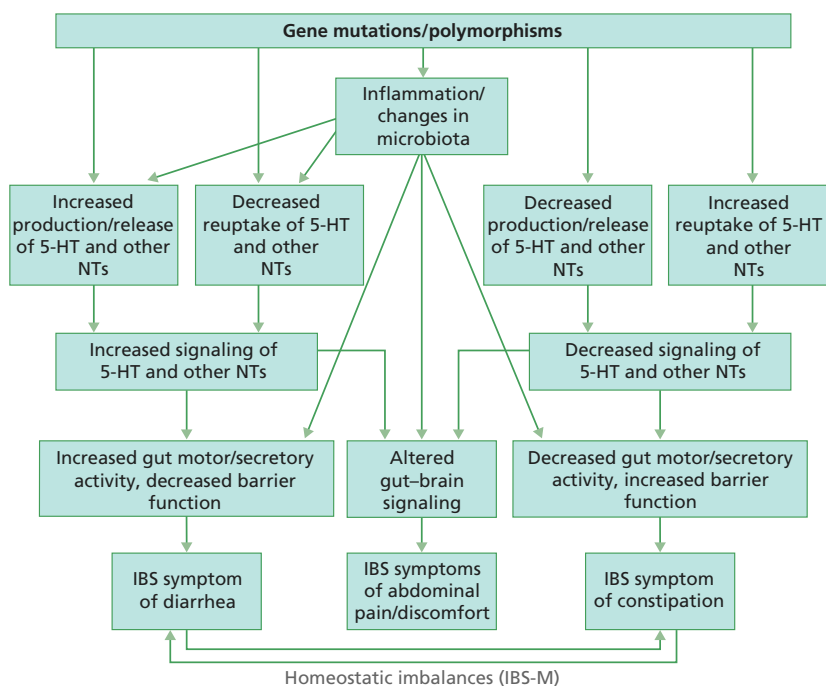 Gene mutations/polymorphisms
Inflammation/
changes in
microbiota
Increased
production/release
of 5-HT and other
NTs
Decreased
reuptake of 5-HT
and other
NTs
Decreased
production/release
of 5-HT and other
NTs
Increased
reuptake of 5-HT
and other
NTs
Increased signaling of
5-HT and other NTs
Decreased signaling of
5-HT and other NTs
Increased gut motor/secretory
activity, decreased barrier
function
Altered
gut–brain
signaling
Decreased gut motor/secretory
activity, increased barrier
function
IBS symptom
of diarrhea
IBS symptoms
of abdominal
pain/discomfort
IBS symptom
of constipation
Homeostatic imbalances (IBS-M)